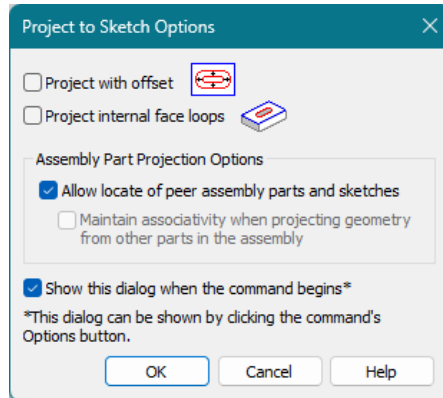 Project to Sketch Options
Project with offset
Project internal face loops
Assembly Part Projection Options
Allow locate of peer assembly parts and sketches
Maintain associativity when projecting geometry
from other parts in the assembly
Show this dialog when the command begins*
*This dialog can be shown by clicking the command's
Options button.
OK Cancel Help